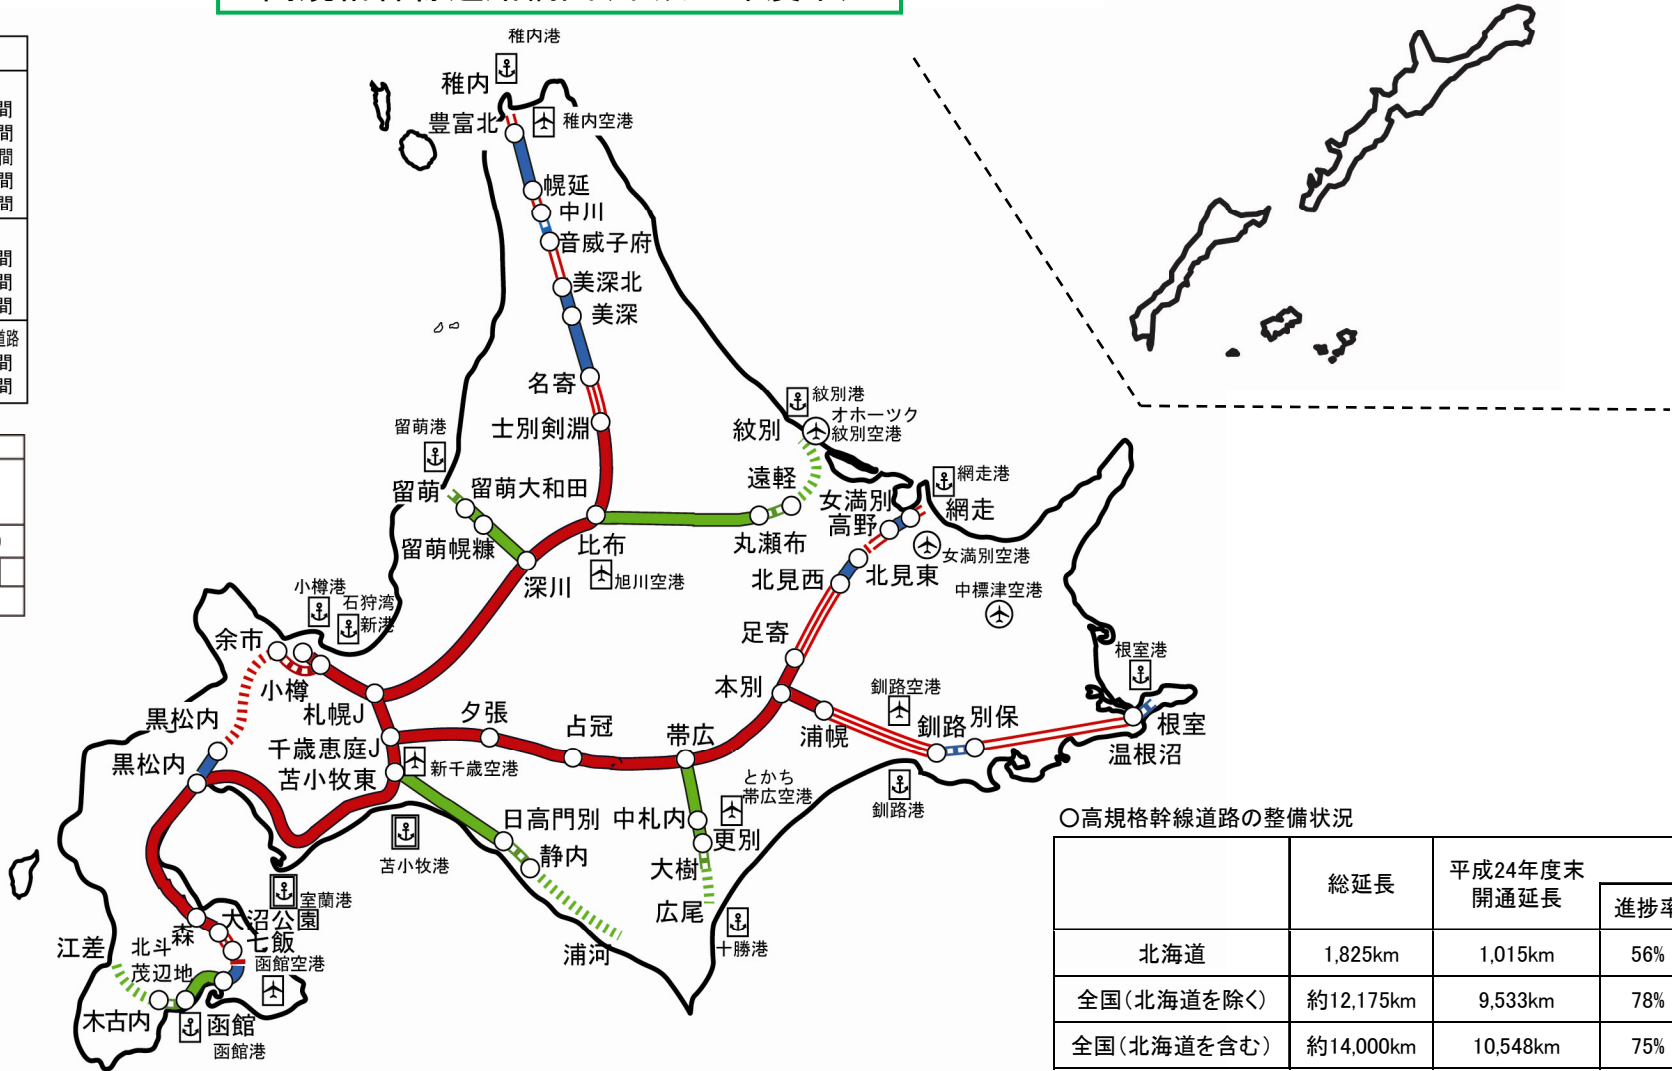 稚内港
稚内
豊富北
稚内空港
幌延
中川
音威子府
美深北
美深
名寄
士別剣淵
紋別港
オホーツク
紋別空港
紋別
留萌港
留萌
留萌大和田
留萌幌糠
遠軽
丸瀬布
比布
旭川空港
深川
網走港
網走
女満別
高野
女満別空港
北見東
北見西
中標津空港
足寄
本別
浦幌
釧路空港
釧路
別保
釧路港
根室港
根室
温根沼
小樽港
石狩湾
新港
余市
小樽
札幌J
千歳恵庭J
苫小牧東
新千歳空港
夕張
占冠
帯広
とかち
帯広空港
中札内
更別
大樹
広尾
十勝港
黒松内
黒松内
苫小牧港
日高門別
静内
浦河
室蘭港
大沼公園
森
七飯
函館空港
江差
北斗
茂辺地
木古内
函館
函館港
間
間
間
間
間
間
間
間
道路
間
間
○高規格幹線道路の整備状況
総延長
平成24年度末
開通延長
進捗率
北海道 1,825km 1,015km 56%
全国(北海道を除く) 約12,175km 9,533km 78%
全国(北海道を含む) 約14,000km 10,548km 75%